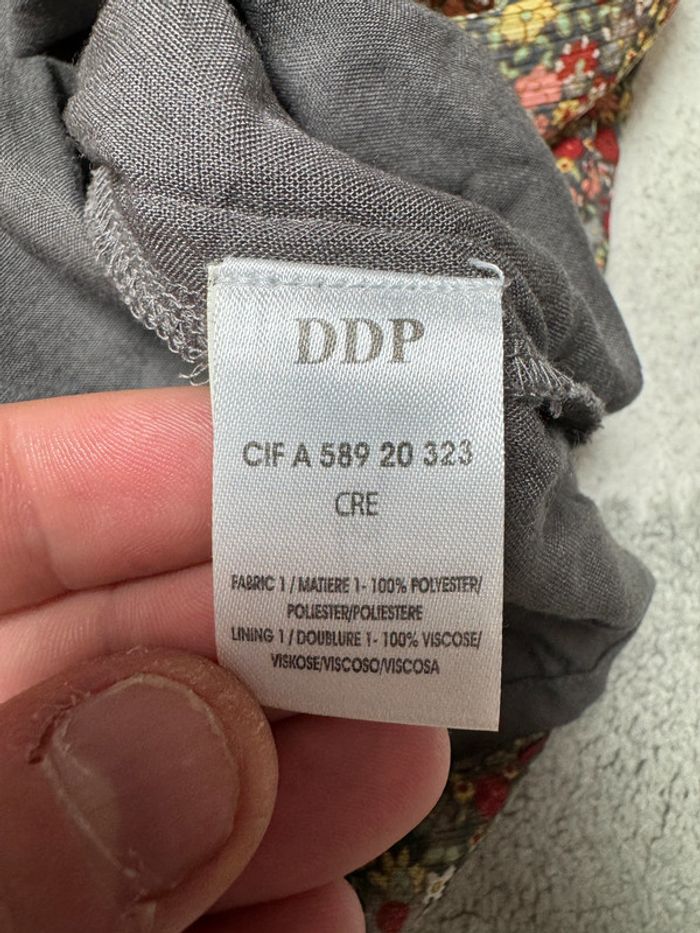 DDP
CIF A 589 20 323
CRE
FABRIC 1 / MATIERE 1 - 100% POLYESTER/
POLIESTER/POLIESTERE
LINING 1 / DOUBLURE 1 - 100% VISCOSE/
VISKOSE/VISCOSO/VISCOSA